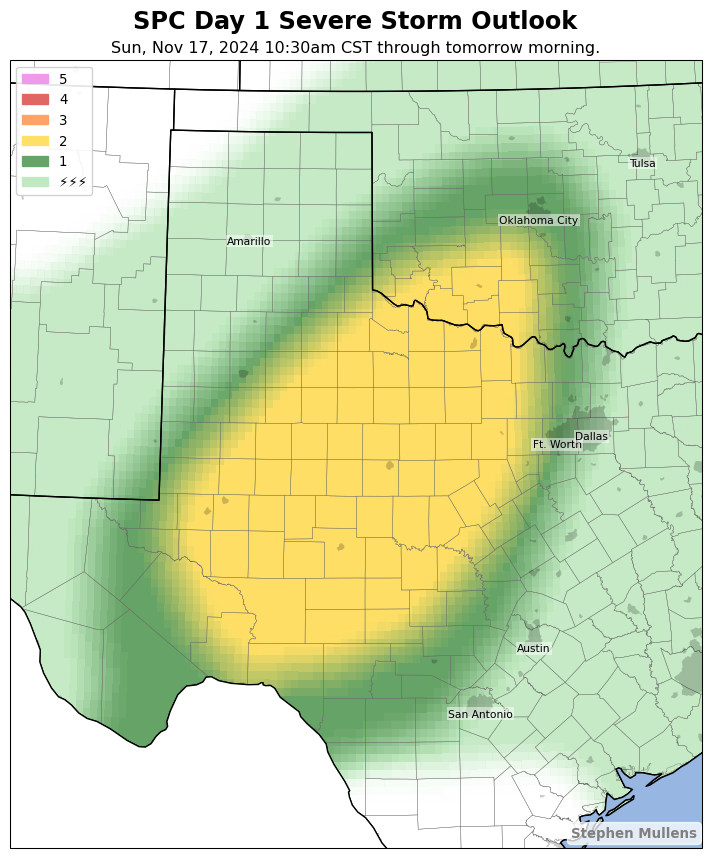 SPC Day 1 Severe Storm Outlook
Sun, Nov 17, 2024 10:30am CST through tomorrow morning.
5
4
3
2
1
⚡⚡⚡
Tulsa
Oklahoma City
Amarillo
Dallas
Ft. Worth
Austin
San Antonio
Stephen Mullens